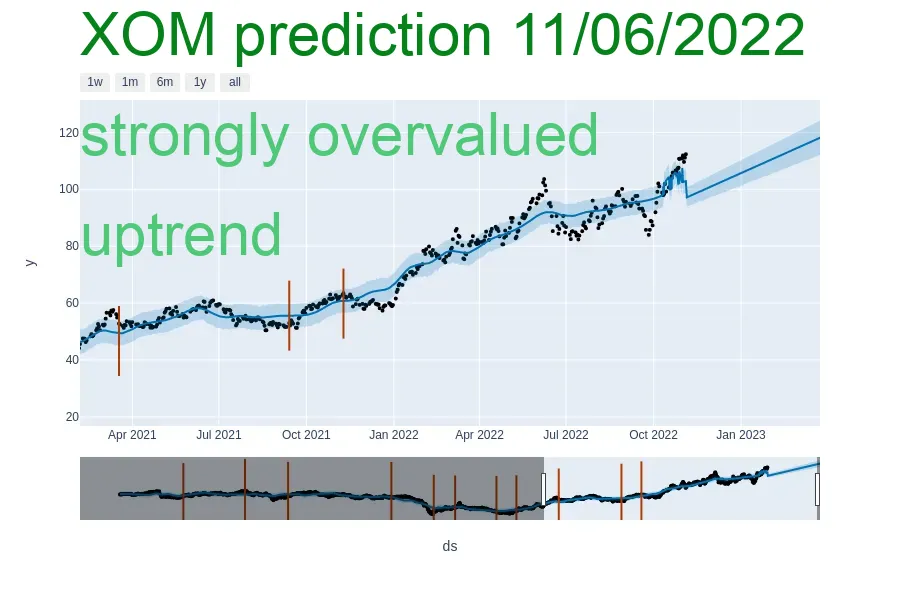 XOM prediction 11/06/2022
1w 1m 6m 1y all
strongly overvalued
uptrend
y
120
100
80
60
40
20
Apr 2021 Jul 2021 Oct 2021 Jan 2022 Apr 2022 Jul 2022 Oct 2022 Jan 2023
ds